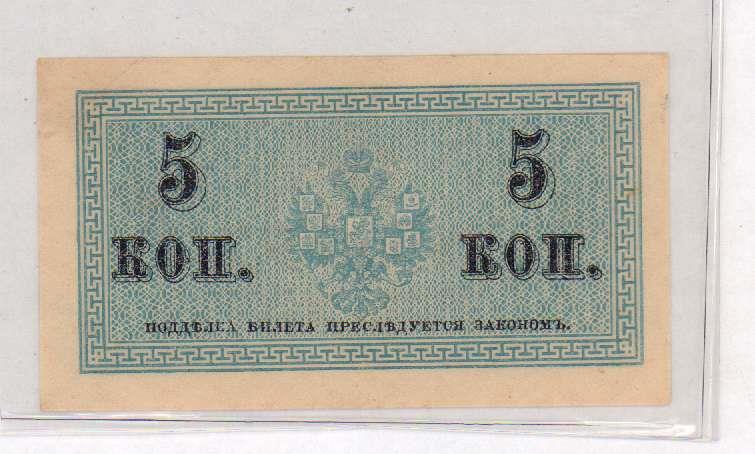 5 5
КОП. КОП.
ПОДДѢЛКА БИЛЕТА ПРЕСЛѢДУЕТСЯ ЗАКОНОМЪ.